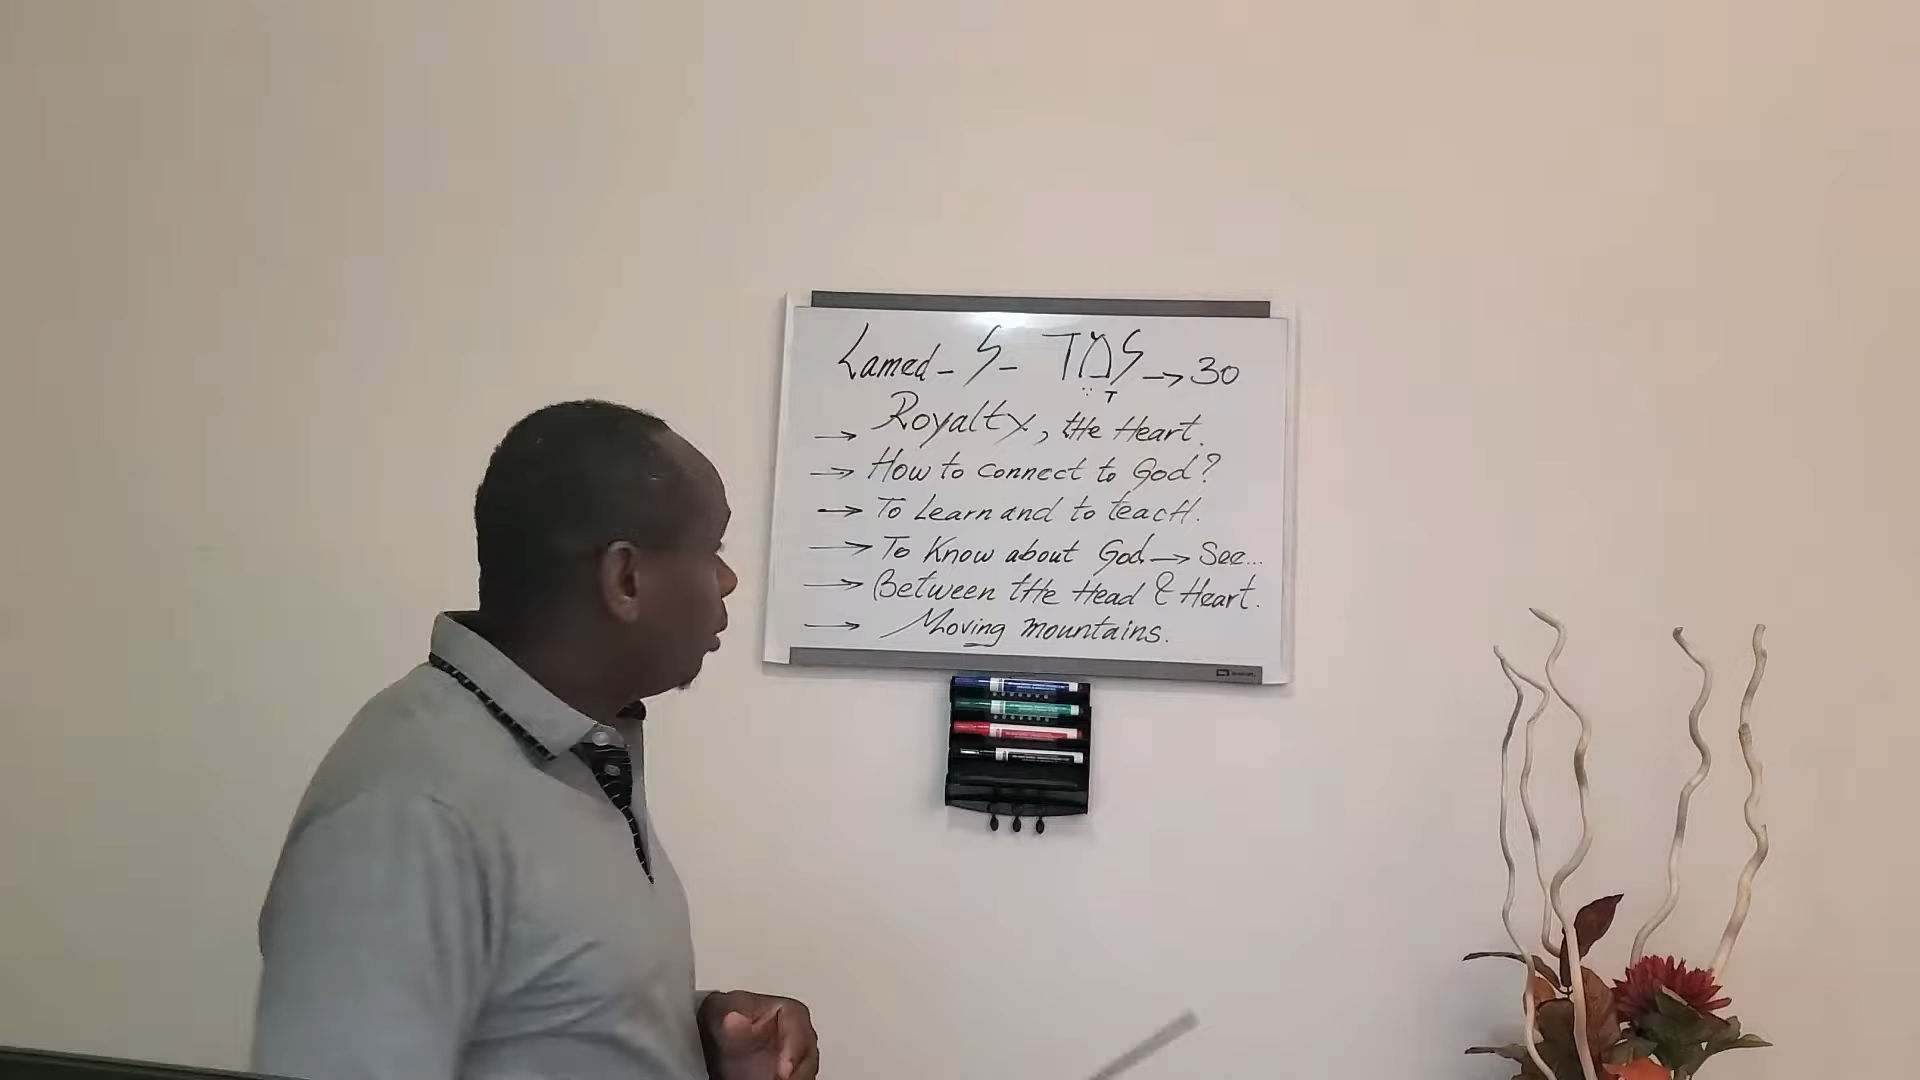 Lamed - ל - לָמֶד → 30
→ Royalty, the Heart.
→ How to connect to God?
→ To Learn and to teach.
→ To Know about God → See...
→ Between the Head & Heart.
→ Moving mountains.